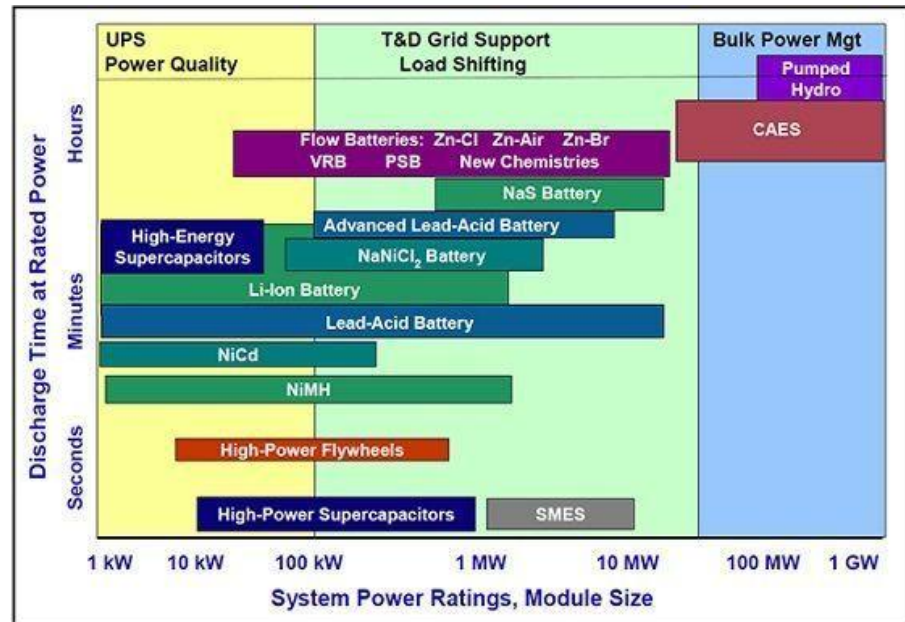 UPS
Power Quality
T&D Grid Support
Load Shifting
Bulk Power Mgt
Pumped
Hydro
CAES
Flow Batteries: Zn-Cl Zn-Air Zn-Br
VRB PSB New Chemistries
NaS Battery
Advanced Lead-Acid Battery
High-Energy
Supercapacitors
NaNiCl₂ Battery
Li-Ion Battery
Lead-Acid Battery
NiCd
NiMH
High-Power Flywheels
High-Power Supercapacitors
SMES
Discharge Time at Rated Power
Hours
Minutes
Seconds
1 kW 10 kW 100 kW 1 MW 10 MW 100 MW 1 GW
System Power Ratings, Module Size